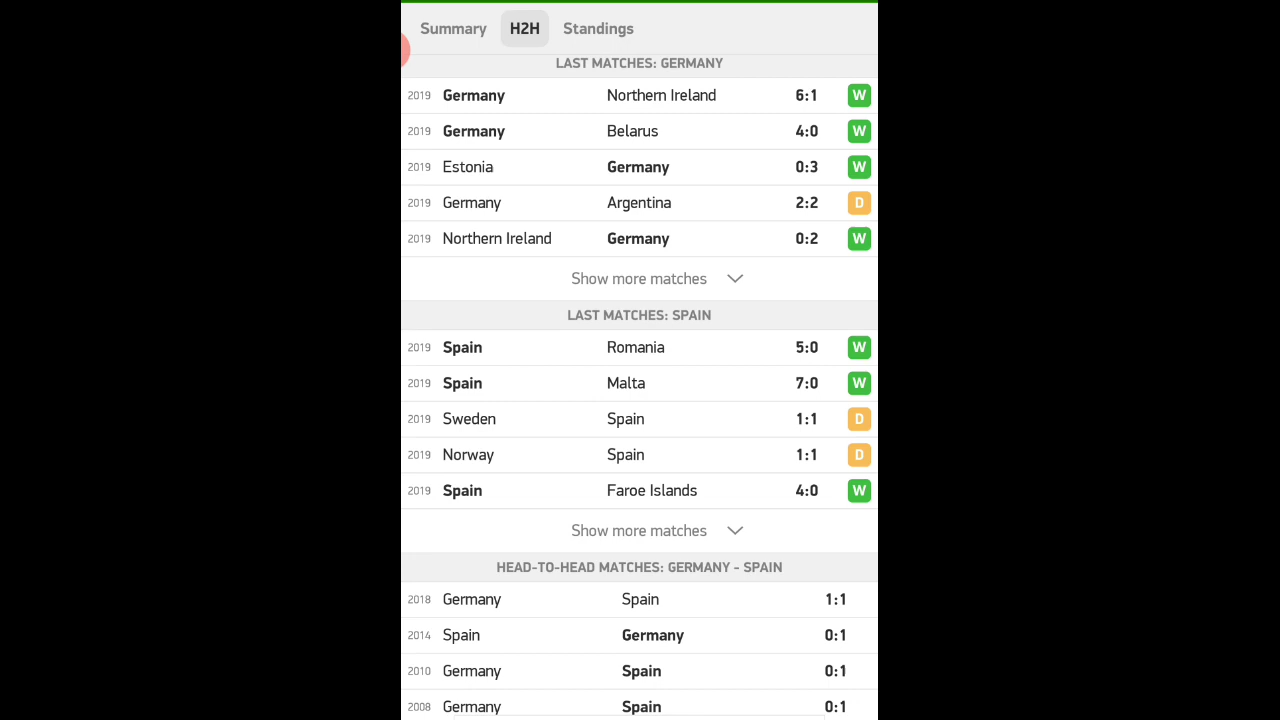 Summary H2H Standings
LAST MATCHES: GERMANY
2019 Germany Northern Ireland 6:1 W
2019 Germany Belarus 4:0 W
2019 Estonia Germany 0:3 W
2019 Germany Argentina 2:2 D
2019 Northern Ireland Germany 0:2 W
Show more matches
LAST MATCHES: SPAIN
2019 Spain Romania 5:0 W
2019 Spain Malta 7:0 W
2019 Sweden Spain 1:1 D
2019 Norway Spain 1:1 D
2019 Spain Faroe Islands 4:0 W
Show more matches
HEAD-TO-HEAD MATCHES: GERMANY - SPAIN
2018 Germany Spain 1:1
2014 Spain Germany 0:1
2010 Germany Spain 0:1
2008 Germany Spain 0:1